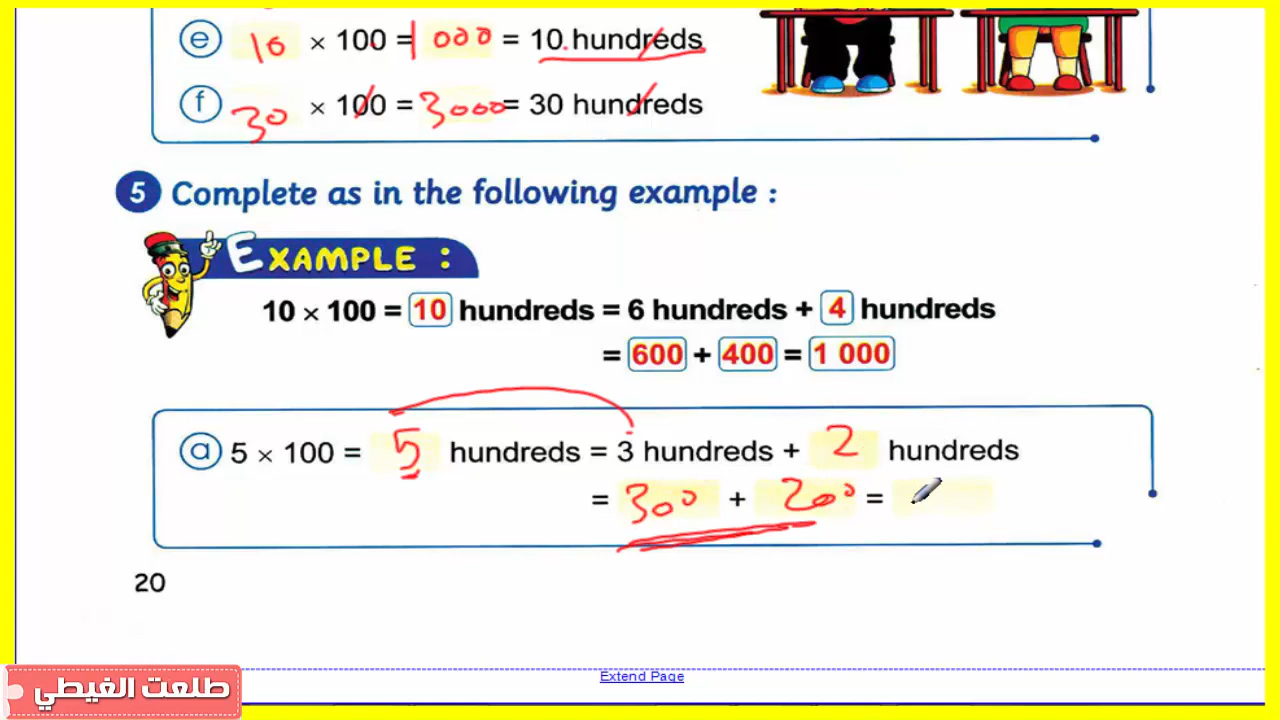 e 10 × 100 = 1 000 = 10 hundreds
f 30 × 100 = 3000 = 30 hundreds
5 Complete as in the following example :
EXAMPLE :
10 × 100 = 10 hundreds = 6 hundreds + 4 hundreds
= 600 + 400 = 1 000
a 5 × 100 = 5 hundreds = 3 hundreds + 2 hundreds
= 300 + 200 =
20
Extend Page
طلعت الغيطي